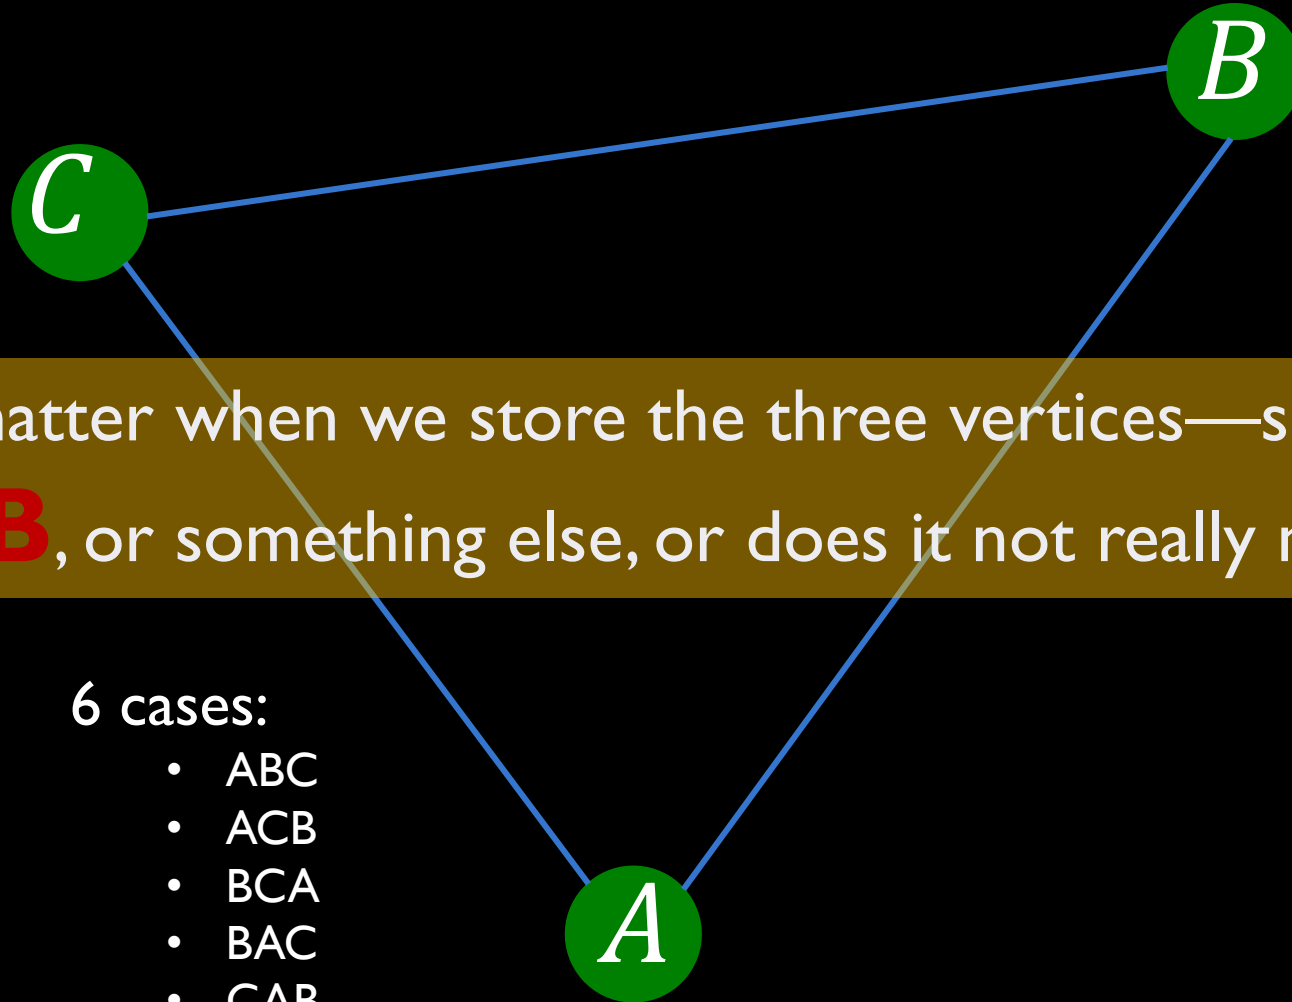 B
C
atter when we store the three vertices—s
B, or something else, or does it not really
6 cases:
• ABC
• ACB
• BCA
• BAC
• CAB
A